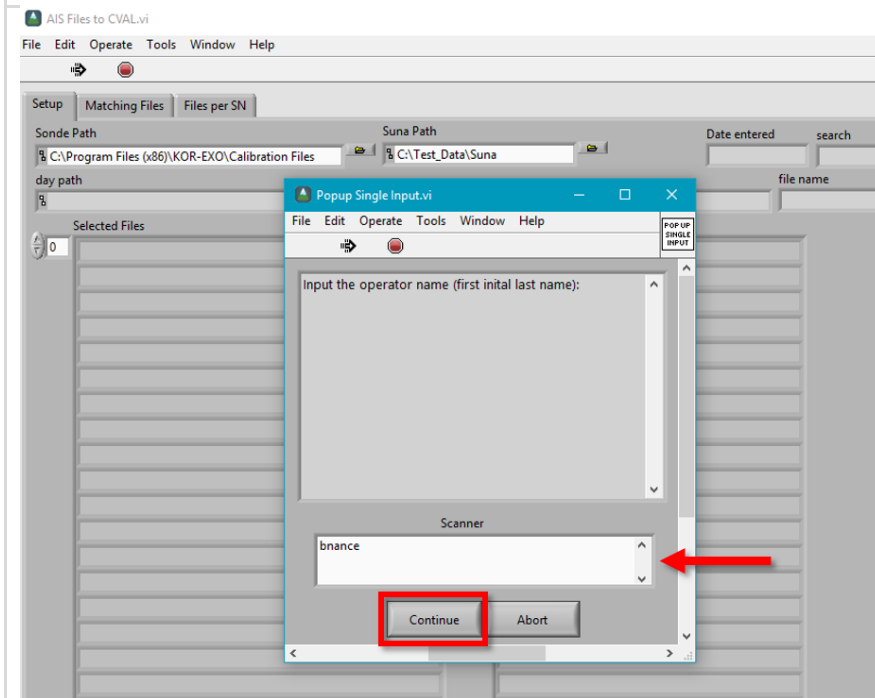 AIS Files to CVAL.vi
File Edit Operate Tools Window Help
Setup Matching Files Files per SN
Sonde Path Suna Path Date entered search
C:\Program Files (x86)\KOR-EXO\Calibration Files C:\Test_Data\Suna
day path file name
Selected Files
0
Popup Single Input.vi
File Edit Operate Tools Window Help
POP UP
SINGLE
INPUT
Input the operator name (first inital last name):
Scanner
bnance
Continue Abort